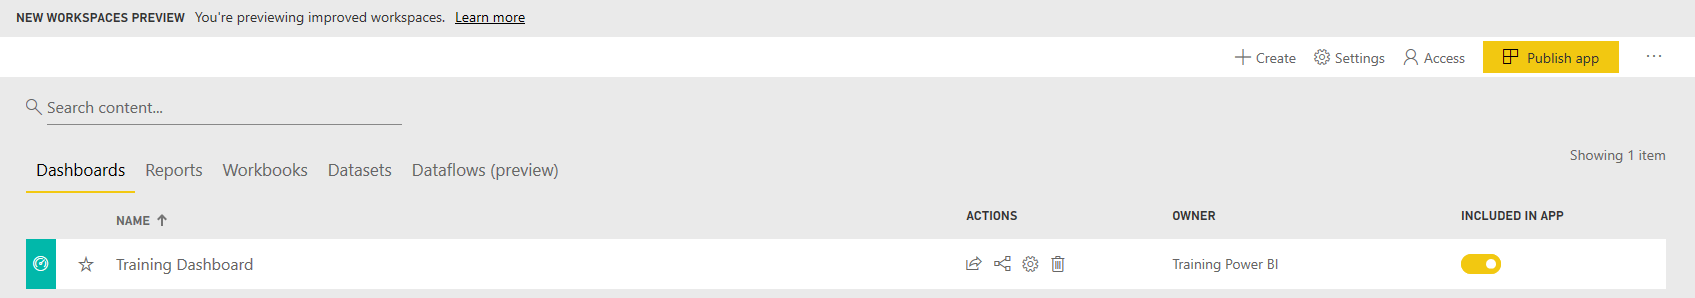 NEW WORKSPACES PREVIEW You're previewing improved workspaces. Learn more
Create Settings Access Publish app ...
Search content...
Dashboards Reports Workbooks Datasets Dataflows (preview) Showing 1 item
NAME ACTIONS OWNER INCLUDED IN APP
Training Dashboard Training Power BI